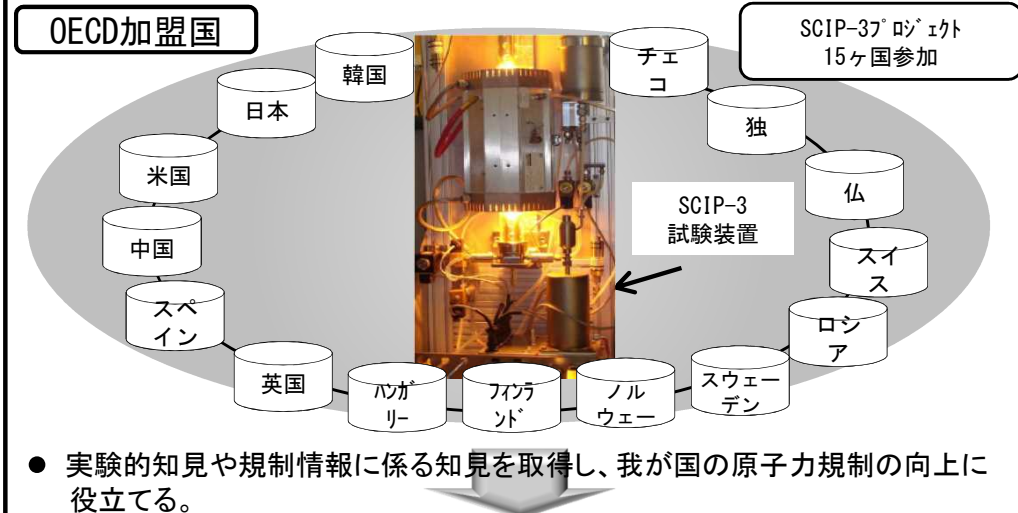 OECD加盟国
SCIP-3ﾌﾟﾛｼﾞｪｸﾄ
15ヶ国参加
韓国
チェ
コ
日本
独
米国
仏
SCIP-3
試験装置
中国
スイ
ス
スペ
イン
ロシ
ア
英国
ﾊﾝｶﾞ
ﾘｰ
ﾌｨﾝﾗ
ﾝﾄﾞ
ノル
ウェー
スウェー
デン
● 実験的知見や規制情報に係る知見を取得し、我が国の原子力規制の向上に
役立てる。